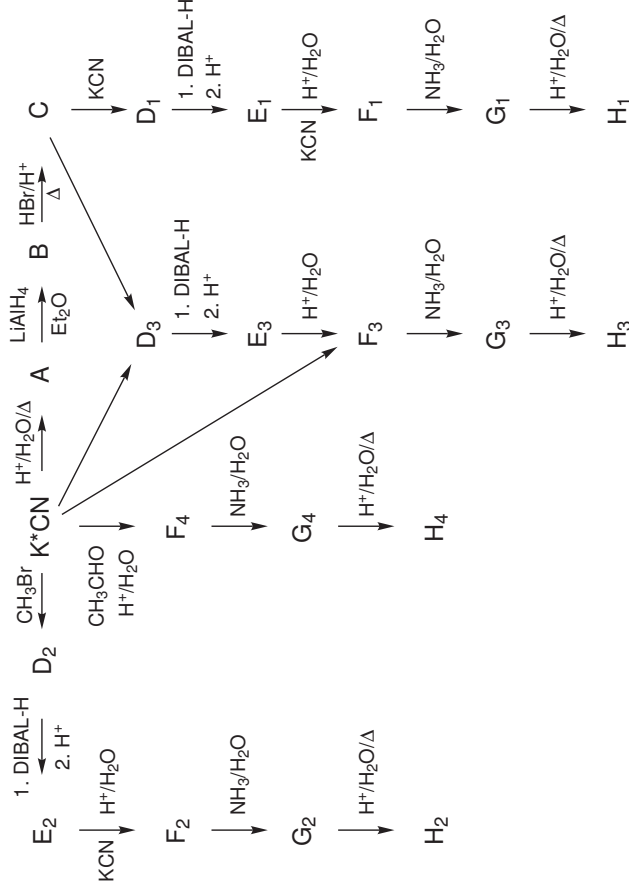 1. DIBAL-H CH₃Br H⁺/H₂O/Δ LiAlH₄ HBr/H⁺
E₂ D₂ K*CN A B C
2. H⁺ Et₂O Δ
KCN H⁺/H₂O CH₃CHO KCN
H⁺/H₂O
D₃ D₁
F₂ F₄
1. DIBAL-H 1. DIBAL-H
2. H⁺ 2. H⁺
NH₃/H₂O NH₃/H₂O
E₃ E₁
G₂ G₄
H⁺/H₂O KCN H⁺/H₂O
H⁺/H₂O/Δ H⁺/H₂O/Δ
F₃ F₁
H₂ H₄
NH₃/H₂O NH₃/H₂O
G₃ G₁
H⁺/H₂O/Δ H⁺/H₂O/Δ
H₃ H₁